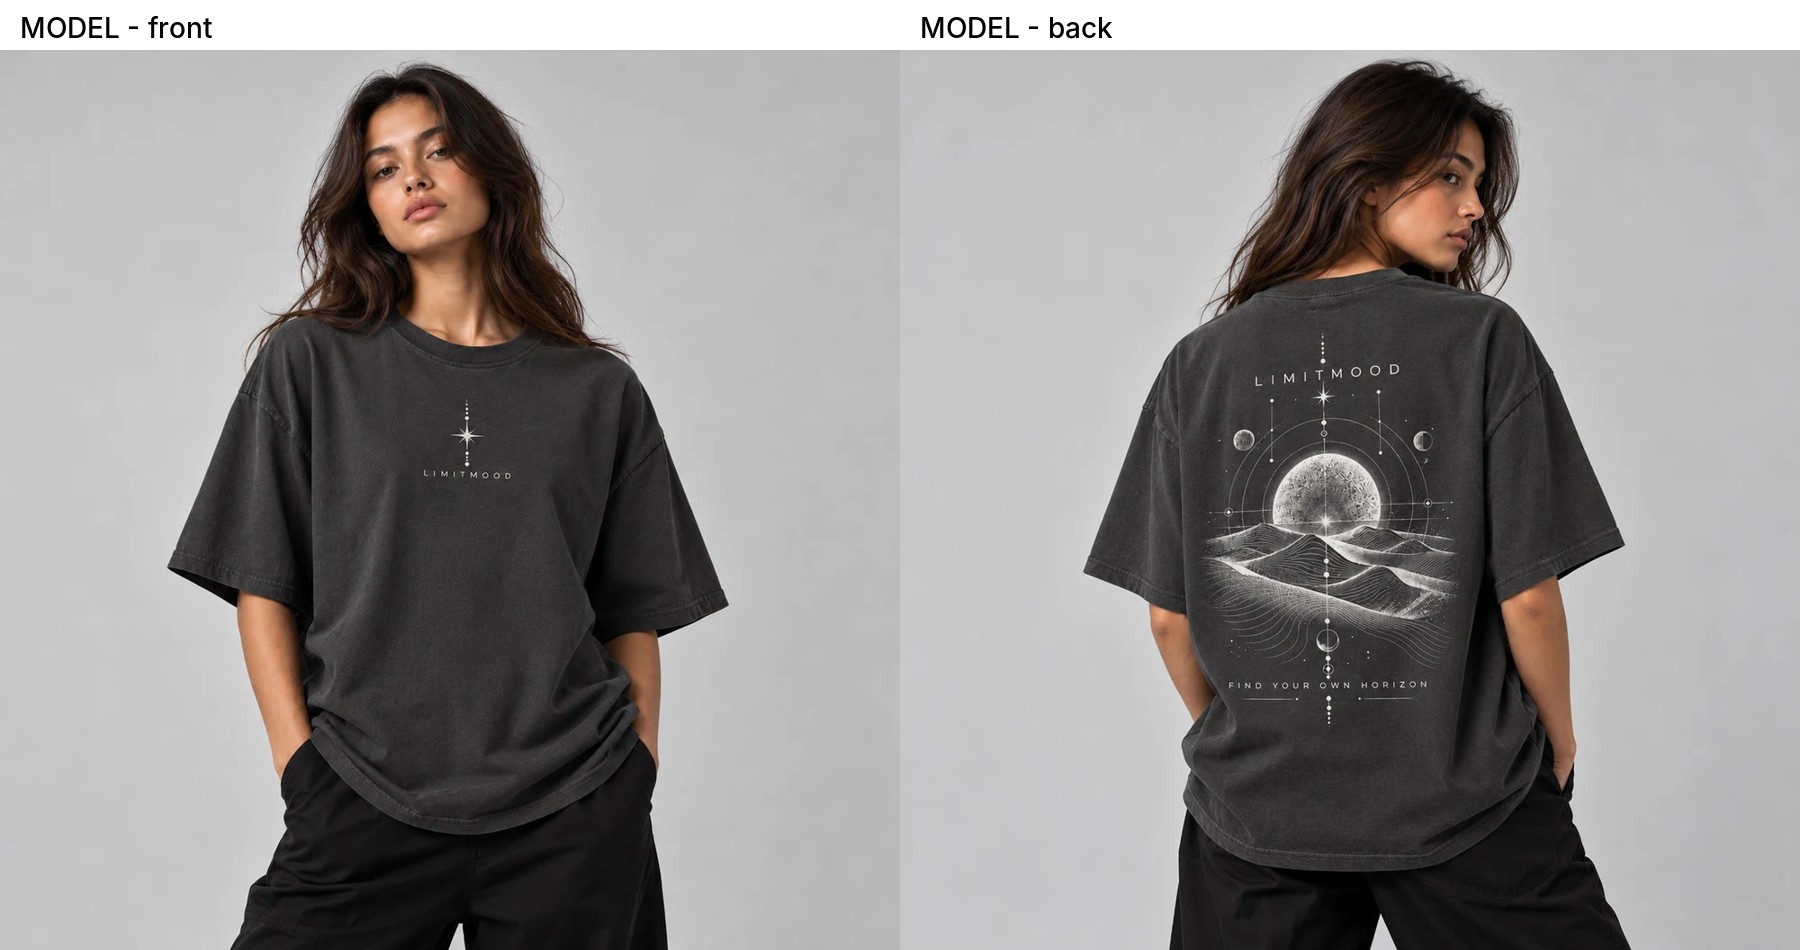 MODEL - front
MODEL - back
LIMITMOOD
LIMITMOOD
FIND YOUR OWN HORIZON